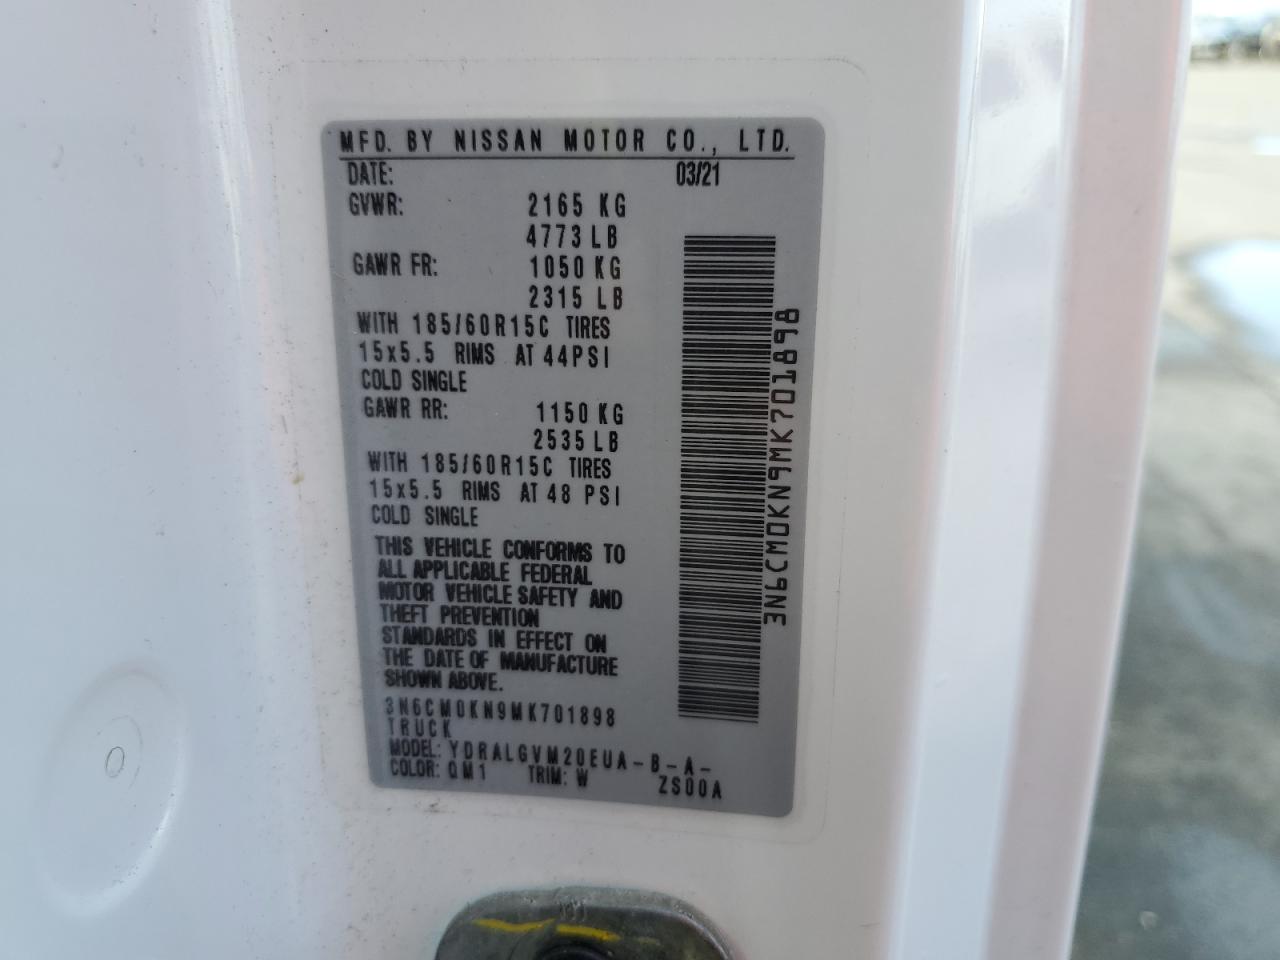 MFD. BY NISSAN MOTOR CO., LTD.
DATE: 03/21
GVWR: 2165 KG
4773 LB
GAWR FR: 1050 KG
2315 LB
WITH 185/60R15C TIRES
15x5.5 RIMS AT 44PSI
COLD SINGLE
GAWR RR: 1150 KG
2535 LB
WITH 185/60R15C TIRES
15x5.5 RIMS AT 48 PSI
COLD SINGLE
THIS VEHICLE CONFORMS TO
ALL APPLICABLE FEDERAL
MOTOR VEHICLE SAFETY AND
THEFT PREVENTION
STANDARDS IN EFFECT ON
THE DATE OF MANUFACTURE
SHOWN ABOVE.
3N6CM0KN9MK701898
TRUCK
MODEL: YDRALGVM20EUA-B-A-
COLOR: QM1 TRIM: W ZS00A
3N6CM0KN9MK701898